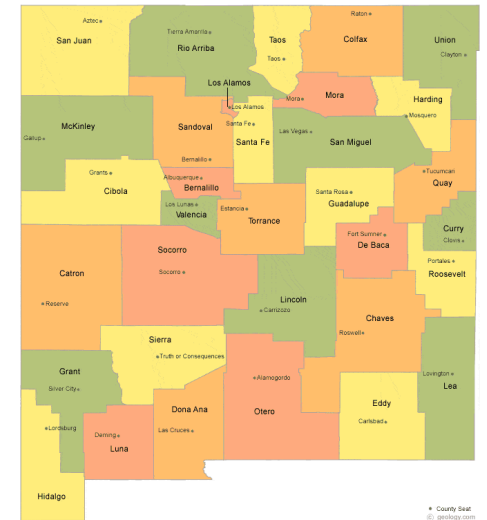 Aztec
San Juan
Tierra Amarilla
Rio Arriba
Taos
Taos
Raton
Colfax
Union
Clayton
Los Alamos
Los Alamos
Mora
Mora
Harding
Mosquero
McKinley
Gallup
Sandoval
Bernalillo
Santa Fe
Santa Fe
Las Vegas
San Miguel
Tucumcari
Quay
Grants
Cibola
Albuquerque
Bernalillo
Los Lunas
Valencia
Estancia
Torrance
Santa Rosa
Guadalupe
Fort Sumner
De Baca
Curry
Clovis
Portales
Roosevelt
Catron
Reserve
Socorro
Socorro
Lincoln
Carrizozo
Chaves
Roswell
Sierra
Truth or Consequences
Grant
Silver City
Lordsburg
Hidalgo
Deming
Luna
Dona Ana
Las Cruces
Alamogordo
Otero
Eddy
Carlsbad
Lovington
Lea
County Seat
© geology.com